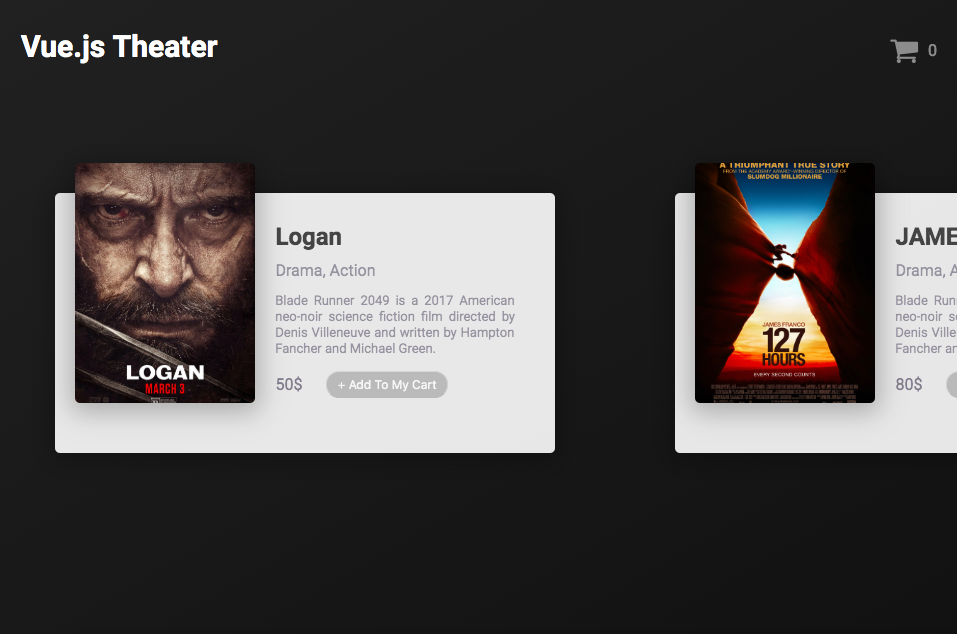 Vue.js Theater
0
LOGAN
MARCH 3
Logan
Drama, Action
Blade Runner 2049 is a 2017 American
neo-noir science fiction film directed by
Denis Villeneuve and written by Hampton
Fancher and Michael Green.
50$
+ Add To My Cart
A TRIUMPHANT TRUE STORY
FROM THE ACADEMY AWARD-WINNING DIRECTOR OF
SLUMDOG MILLIONAIRE
JAMES FRANCO
127
HOURS
EVERY SECOND COUNTS
JAME
Drama, A
Blade Run
neo-noir s
Denis Ville
Fancher an
80$